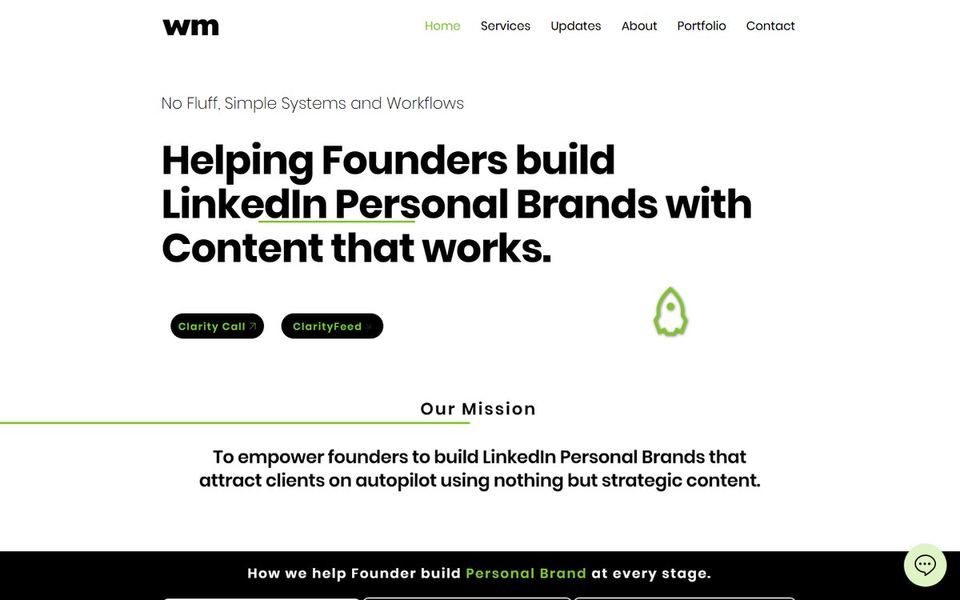 wm
Home Services Updates About Portfolio Contact
No Fluff, Simple Systems and Workflows
Helping Founders build
LinkedIn Personal Brands with
Content that works.
Clarity Call
ClarityFeed
Our Mission
To empower founders to build LinkedIn Personal Brands that
attract clients on autopilot using nothing but strategic content.
How we help Founder build Personal Brand at every stage.